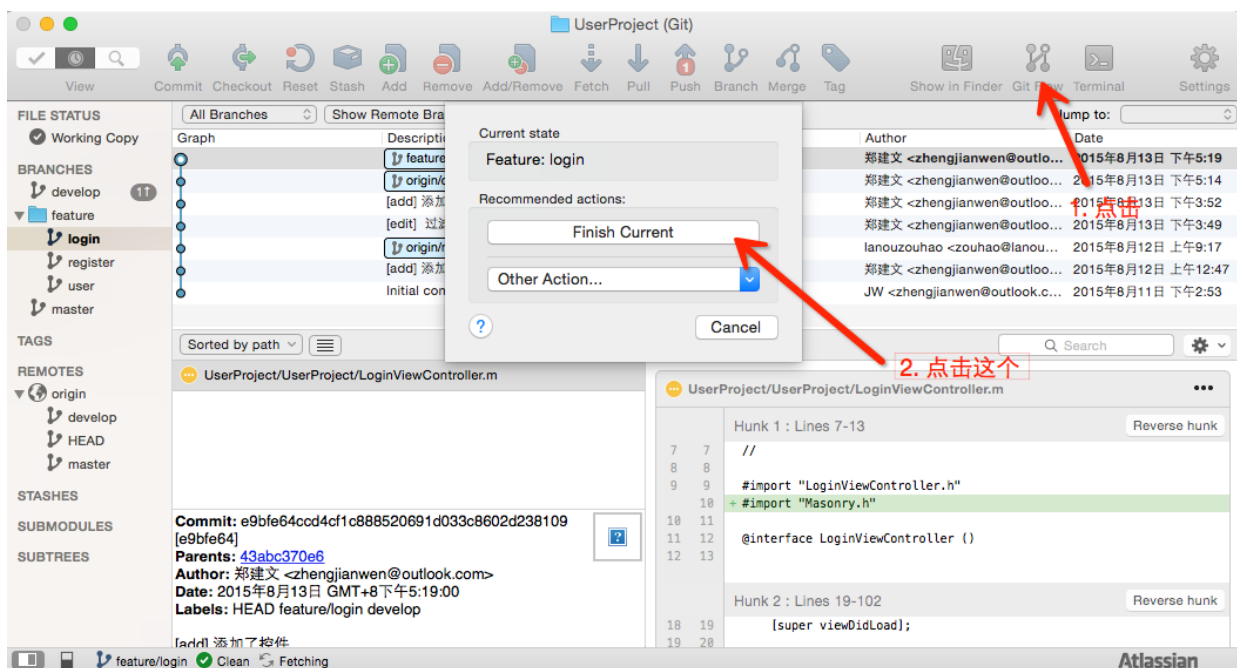 UserProject (Git)
View Commit Checkout Reset Stash Add Remove Add/Remove Fetch Pull Push Branch Merge Tag Show in Finder Git Flow Terminal Settings
1
FILE STATUS
Working Copy
BRANCHES
develop 1↑
feature
login
register
user
master
TAGS
REMOTES
origin
develop
HEAD
master
STASHES
SUBMODULES
SUBTREES
All Branches Show Remote Bra
Jump to:
Graph Descripti Author Date
feature 郑建文 <zhengjianwen@outlo... 2015年8月13日 下午5:19
origin/d 郑建文 <zhengjianwen@outloo... 2015年8月13日 下午5:14
[add] 添加 郑建文 <zhengjianwen@outloo... 2015年8月13日 下午3:52
[edit] 过滤 郑建文 <zhengjianwen@outloo... 2015年8月13日 下午3:49
origin/ lanouzouhao <zouhao@lanou... 2015年8月12日 上午9:17
[add] 添加 郑建文 <zhengjianwen@outloo... 2015年8月12日 上午12:47
Initial con JW <zhengjianwen@outlook.c... 2015年8月11日 下午2:53
Current state
Feature: login
Recommended actions:
Finish Current
Other Action...
? Cancel
1. 点击
2. 点击这个
Sorted by path
Search
UserProject/UserProject/LoginViewController.m
Commit: e9bfe64ccd4cf1c888520691d033c8602d238109
[e9bfe64]
Parents: 43abc370e6
Author: 郑建文 <zhengjianwen@outlook.com>
Date: 2015年8月13日 GMT+8下午5:19:00
Labels: HEAD feature/login develop
[add] 添加了控件
?
UserProject/UserProject/LoginViewController.m
Hunk 1 : Lines 7-13 Reverse hunk
7 7 //
8 8
9 9 #import "LoginViewController.h"
10 + #import "Masonry.h"
10 11
11 12 @interface LoginViewController ()
12 13
Hunk 2 : Lines 19-102 Reverse hunk
18 19 [super viewDidLoad];
19 20
feature/login Clean Fetching
Atlassian